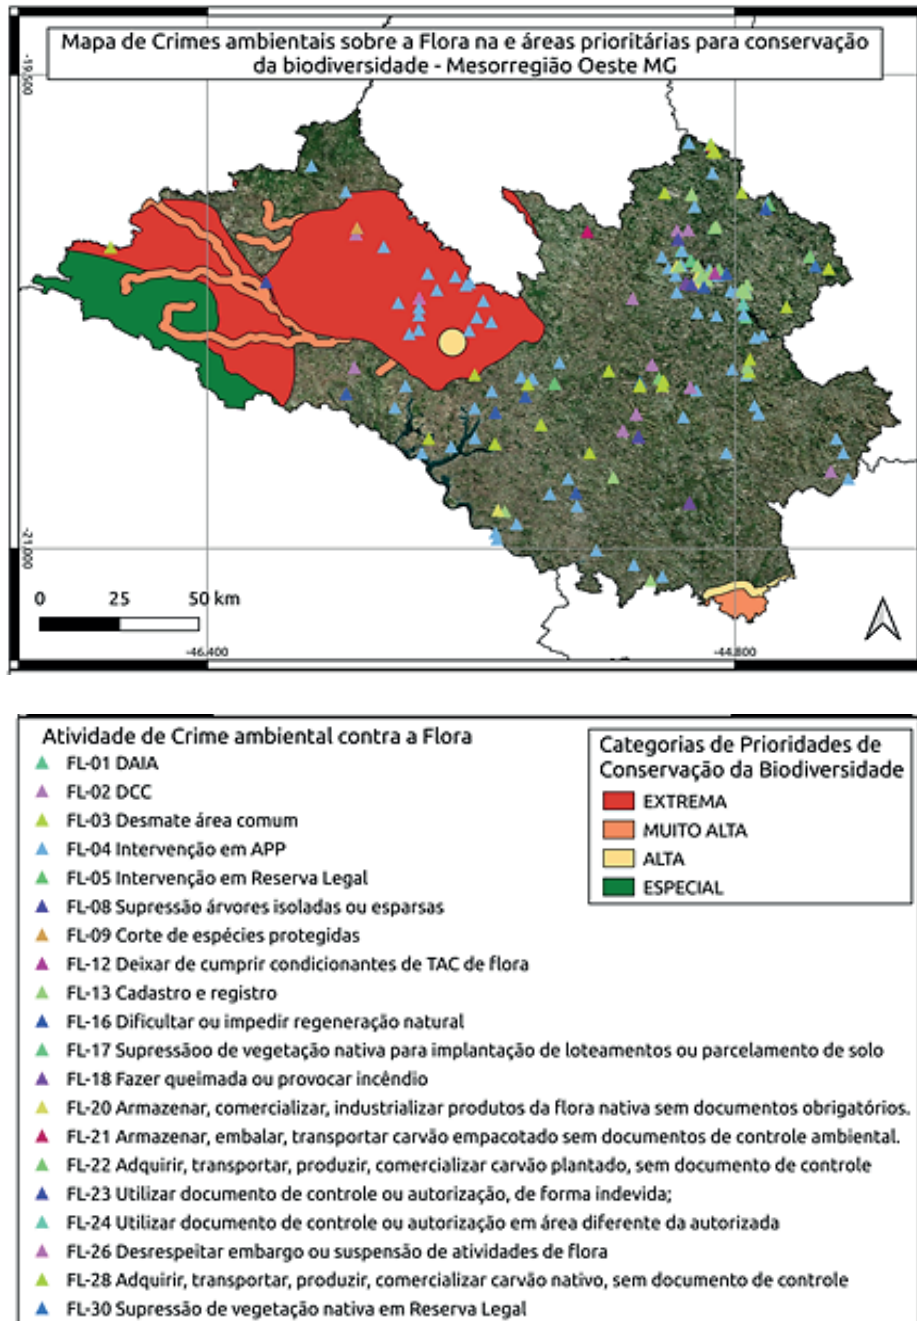 Mapa de Crimes ambientais sobre a Flora na e áreas prioritárias para conservação
da biodiversidade - Mesorregião Oeste MG
-19.500
-21.000
0 25 50 km
-46.400
-44.800
Atividade de Crime ambiental contra a Flora
FL-01 DAIA
FL-02 DCC
FL-03 Desmate área comum
FL-04 Intervenção em APP
FL-05 Intervenção em Reserva Legal
FL-08 Supressão árvores isoladas ou esparsas
FL-09 Corte de espécies protegidas
FL-12 Deixar de cumprir condicionantes de TAC de flora
FL-13 Cadastro e registro
FL-16 Dificultar ou impedir regeneração natural
FL-17 Supressãoo de vegetação nativa para implantação de loteamentos ou parcelamento de solo
FL-18 Fazer queimada ou provocar incêndio
FL-20 Armazenar, comercializar, industrializar produtos da flora nativa sem documentos obrigatórios.
FL-21 Armazenar, embalar, transportar carvão empacotado sem documentos de controle ambiental.
FL-22 Adquirir, transportar, produzir, comercializar carvão plantado, sem documento de controle
FL-23 Utilizar documento de controle ou autorização, de forma indevida;
FL-24 Utilizar documento de controle ou autorização em área diferente da autorizada
FL-26 Desrespeitar embargo ou suspensão de atividades de flora
FL-28 Adquirir, transportar, produzir, comercializar carvão nativo, sem documento de controle
FL-30 Supressão de vegetação nativa em Reserva Legal
Categorias de Prioridades de
Conservação da Biodiversidade
EXTREMA
MUITO ALTA
ALTA
ESPECIAL